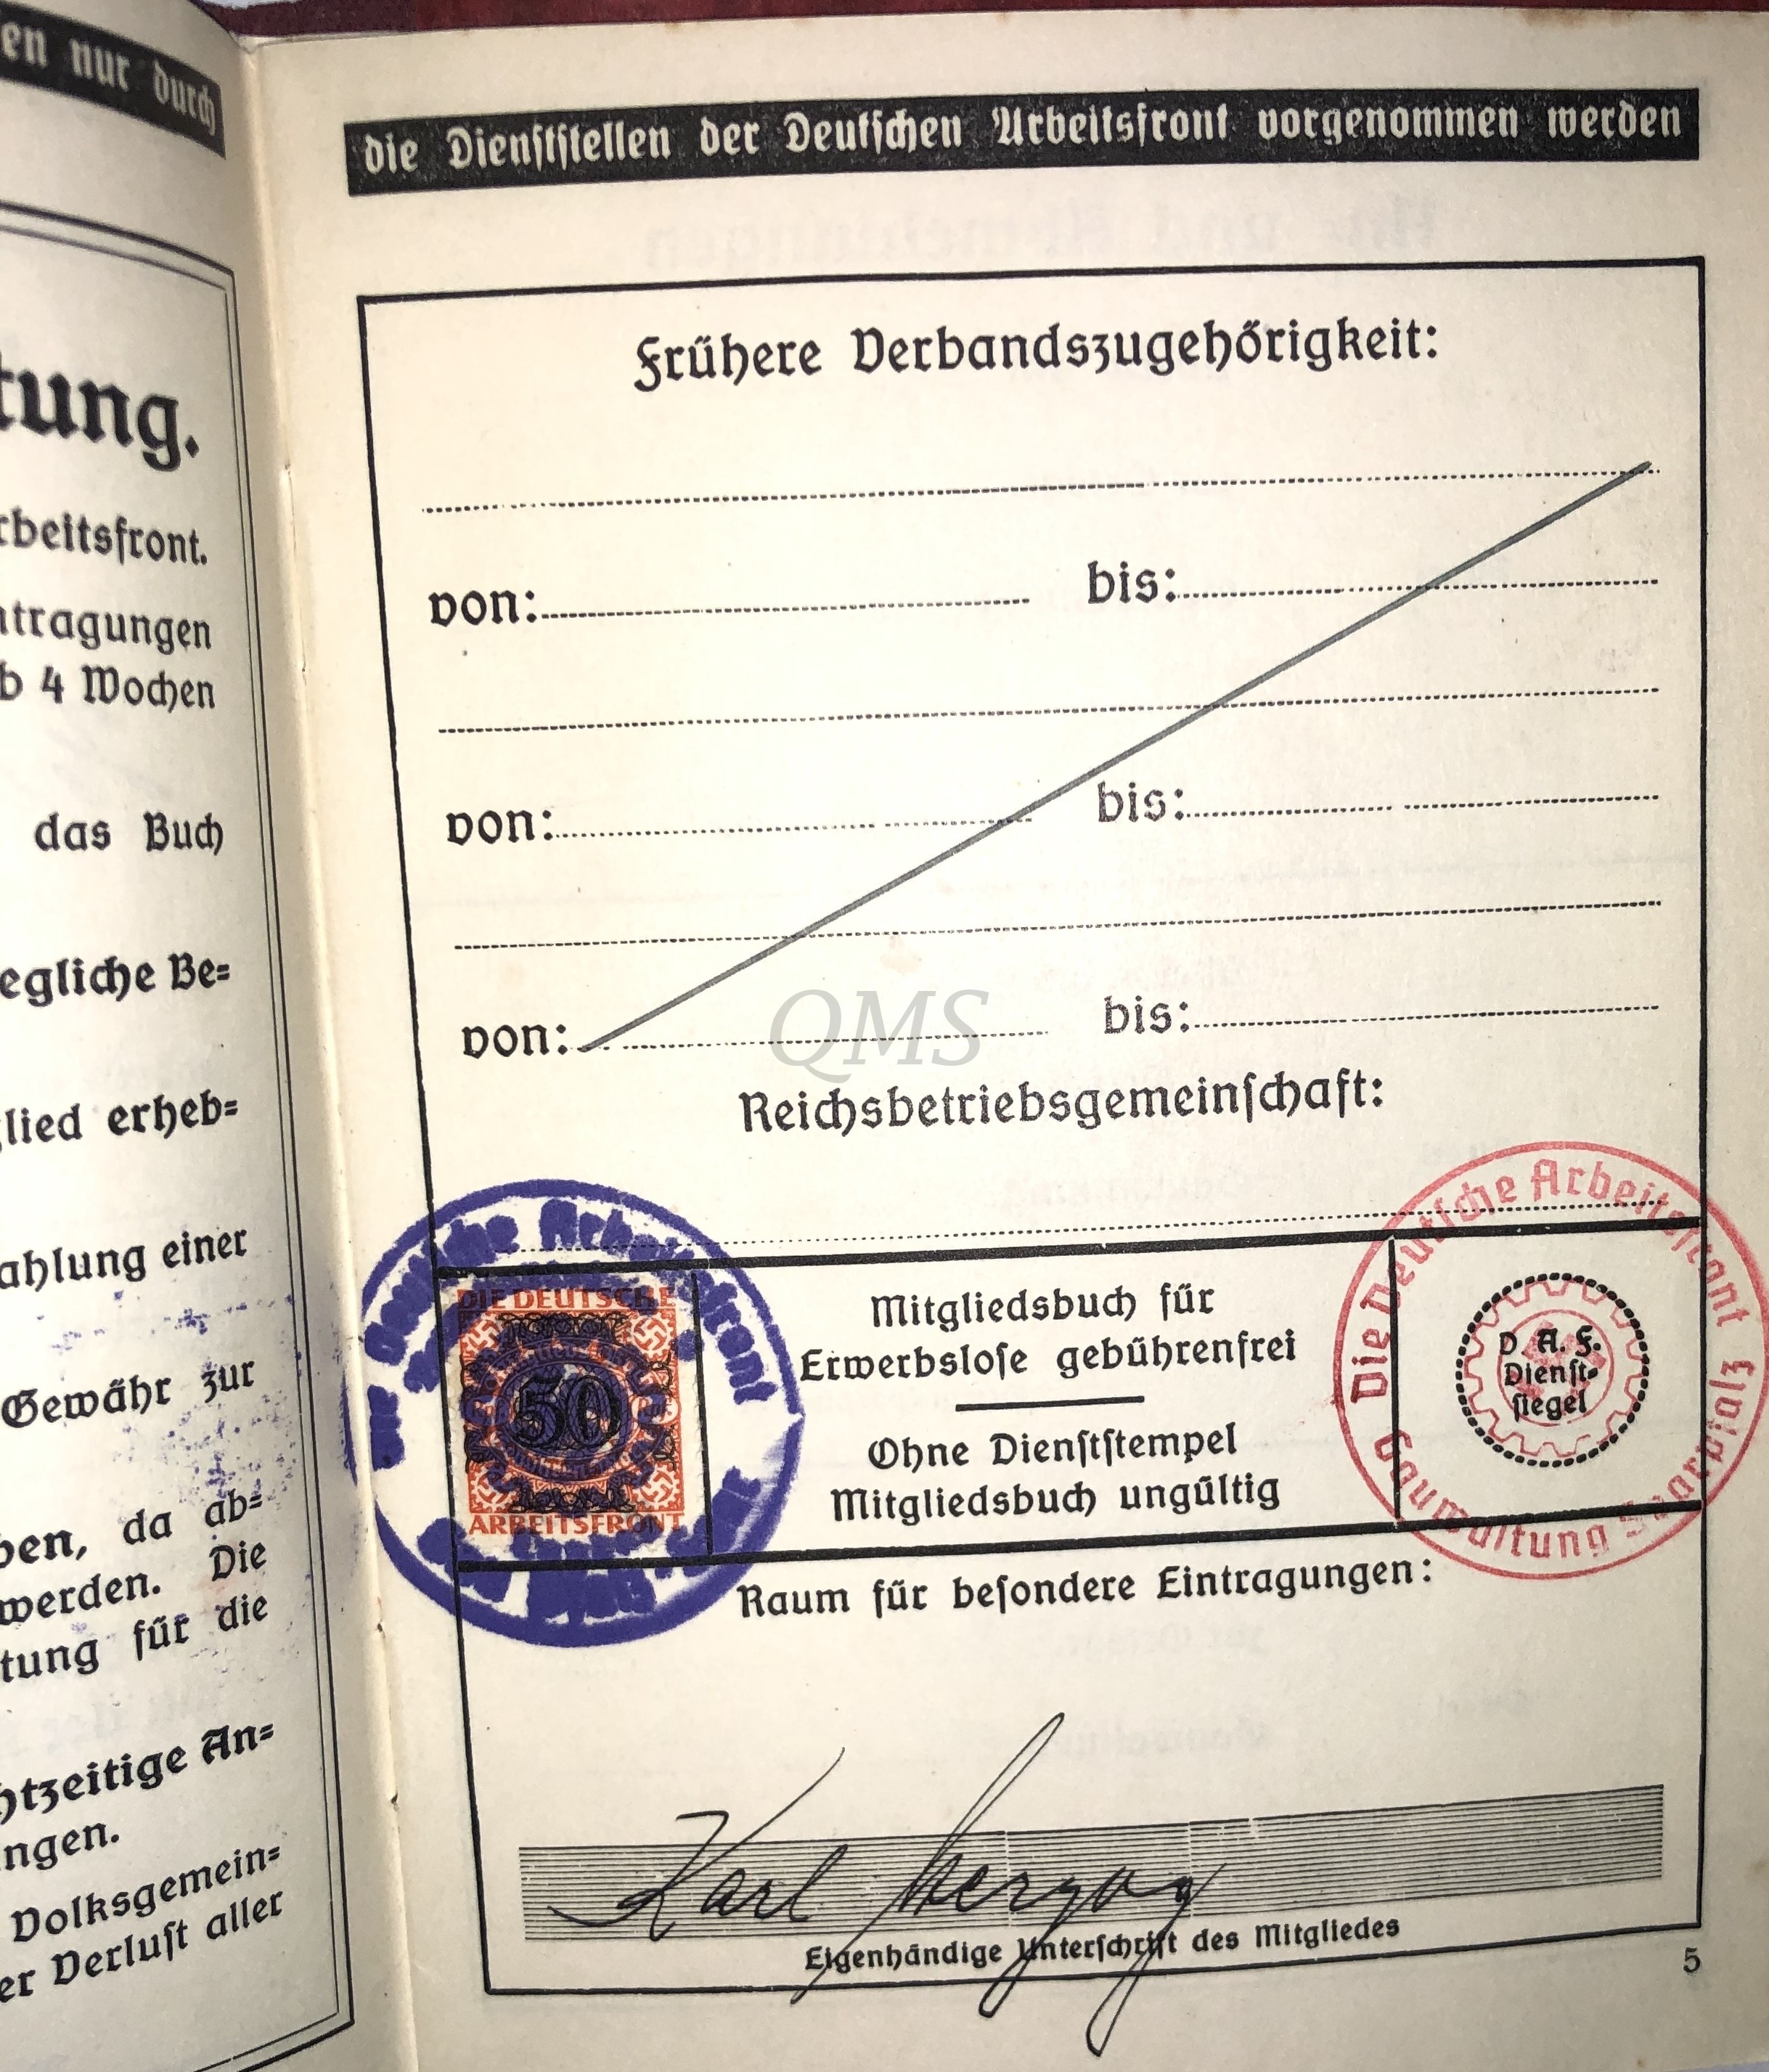 en nur durch
tung.
rbeitsfront.
ntragungen
b 4 Wochen
das Buch
egliche Be=
glied erheb=
ahlung einer
Gewähr zur
ben, da ab=
werden. Die
tung für die
htzeitige An=
ngen.
Volksgemein=
er Verlust aller
die Dienststellen der Deutschen Arbeitsfront vorgenommen werden
Frühere Verbandszugehörigkeit:
von: bis:
von: bis:
von: bis:
QMS
Reichsbetriebsgemeinschaft:
Deutsche Arbeitsfront
DIE DEUTSCHE
50
ARBEITSFRONT
Mitgliedsbuch für
Erwerbslose gebührenfrei
Ohne Dienststempel
Mitgliedsbuch ungültig
Die Deutsche Arbeitsfront
Gauwaltung Saarpfalz
D. A. F.
Dienst=
siegel
Raum für besondere Eintragungen:
Karl Herzog
Eigenhändige Unterschrift des Mitgliedes
5